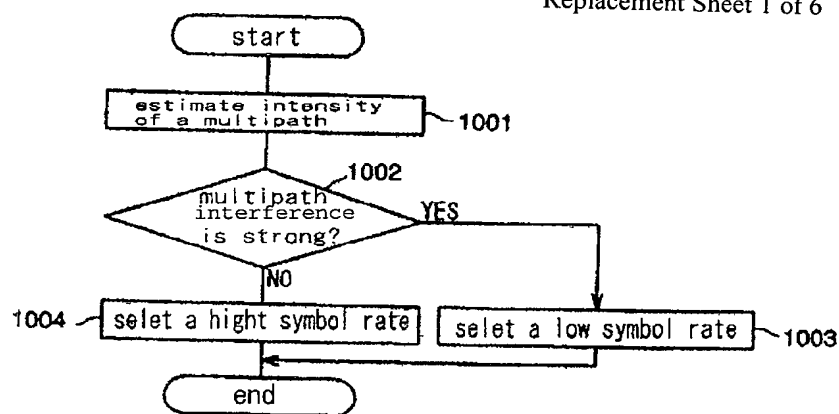 Replacement Sheet 1 of 6
start
estimate intensity
of a multipath
1001
1002
multipath
interference
is strong?
YES
NO
1004
selet a hight symbol rate
selet a low symbol rate
1003
end